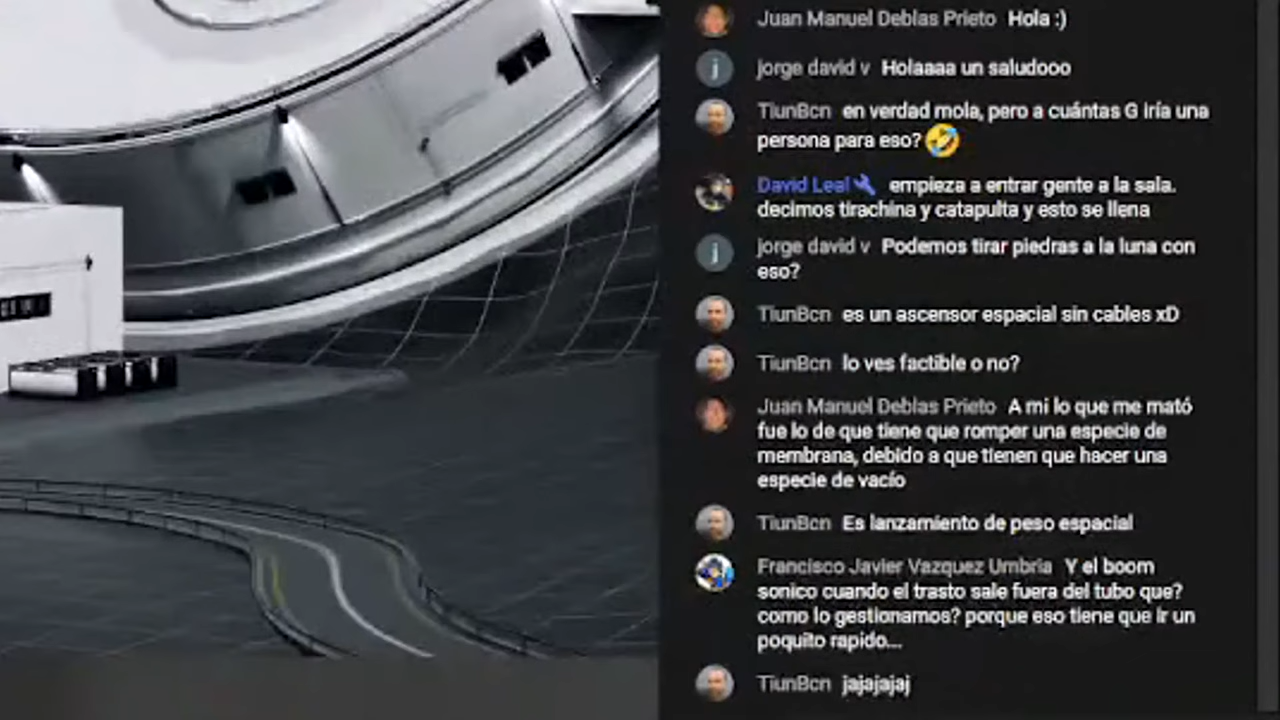 Juan Manuel Deblas Prieto Hola :)
jorge david v Holaaaa un saludooo
TiunBcn en verdad mola, pero a cuántas G iría una
persona para eso?🤣
David Leal🔧 empieza a entrar gente a la sala.
decimos tirachina y catapulta y esto se llena
jorge david v Podemos tirar piedras a la luna con
eso?
TiunBcn es un ascensor espacial sin cables xD
TiunBcn lo ves factible o no?
Juan Manuel Deblas Prieto A mi lo que me mató
fue lo de que tiene que romper una especie de
membrana, debido a que tienen que hacer una
especie de vacío
TiunBcn Es lanzamiento de peso espacial
Francisco Javier Vazquez Umbria Y el boom
sonico cuando el trasto sale fuera del tubo que?
como lo gestionamos? porque eso tiene que ir un
poquito rapido...
TiunBcn jajajajaj